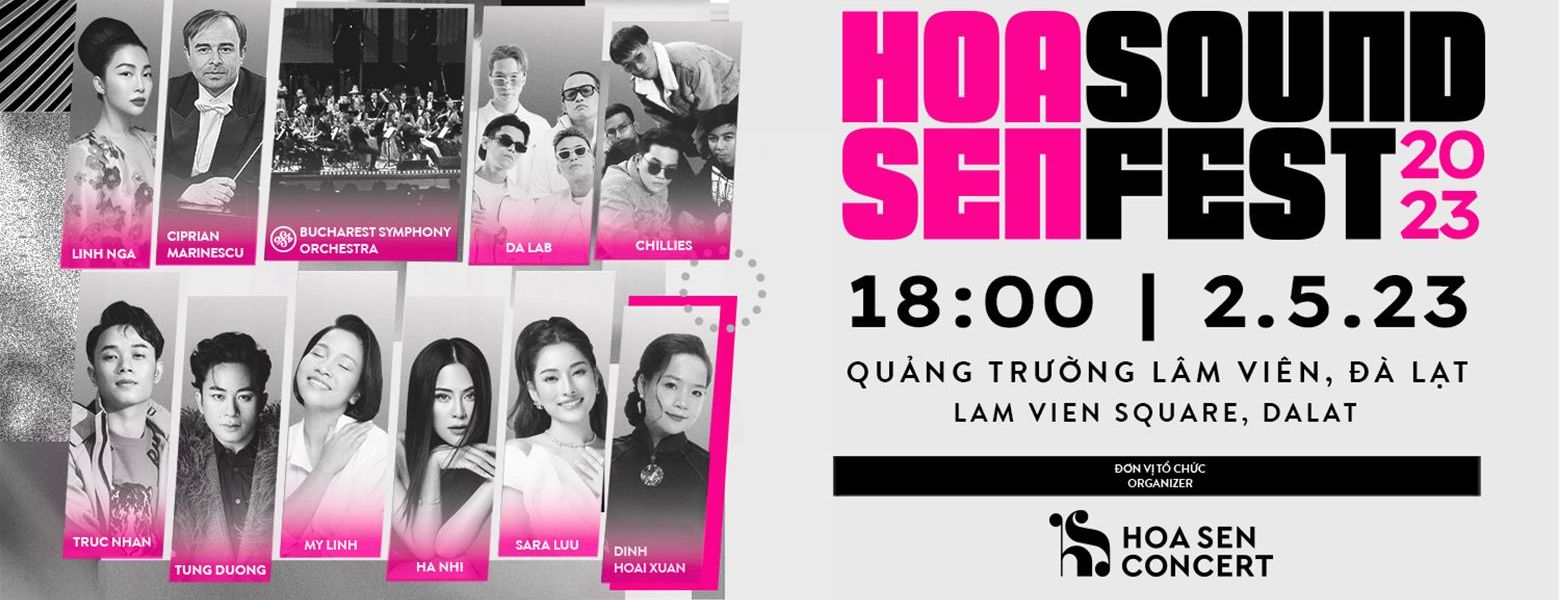 LINH NGA
CIPRIAN
MARINESCU
BUCHAREST SYMPHONY
ORCHESTRA
DA LAB
CHILLIES
TRUC NHAN
TUNG DUONG
MY LINH
HA NHI
SARA LUU
DINH
HOAI XUAN
HOA SOUND
SEN FEST 20
23
18:00 | 2.5.23
QUẢNG TRƯỜNG LÂM VIÊN, ĐÀ LẠT
LAM VIEN SQUARE, DALAT
ĐƠN VỊ TỔ CHỨC
ORGANIZER
HOA SEN
CONCERT